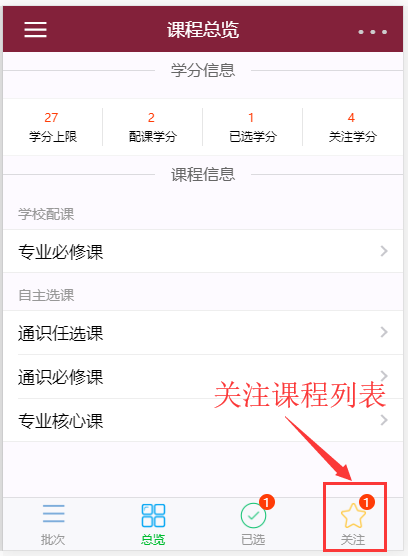 课程总览
学分信息
27 2 1 4
学分上限 配课学分 已选学分 关注学分
课程信息
学校配课
专业必修课
自主选课
通识任选课
通识必修课
关注课程列表
专业核心课
1 1
批次 总览 已选 关注